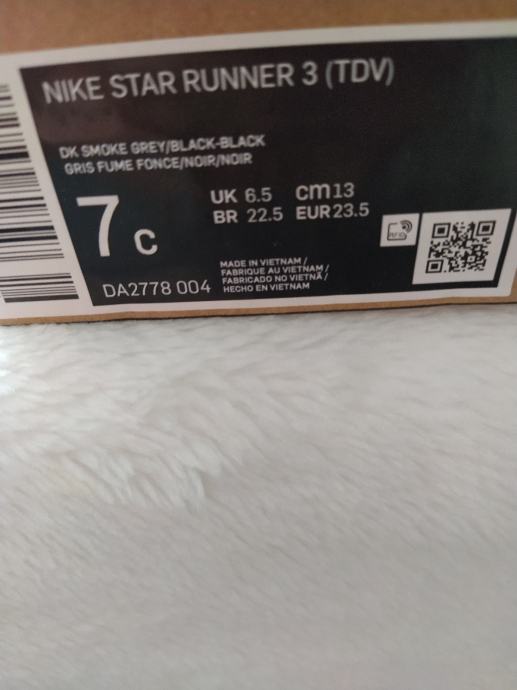 NIKE STAR RUNNER 3 (TDV)
DK SMOKE GREY/BLACK-BLACK
GRIS FUME FONCE/NOIR/NOIR
7 C
UK 6.5 cm 13
BR 22.5 EUR 23.5
DA2778 004
MADE IN VIETNAM /
FABRIQUE AU VIETNAM /
FABRICADO NO VIETNÃ /
HECHO EN VIETNAM